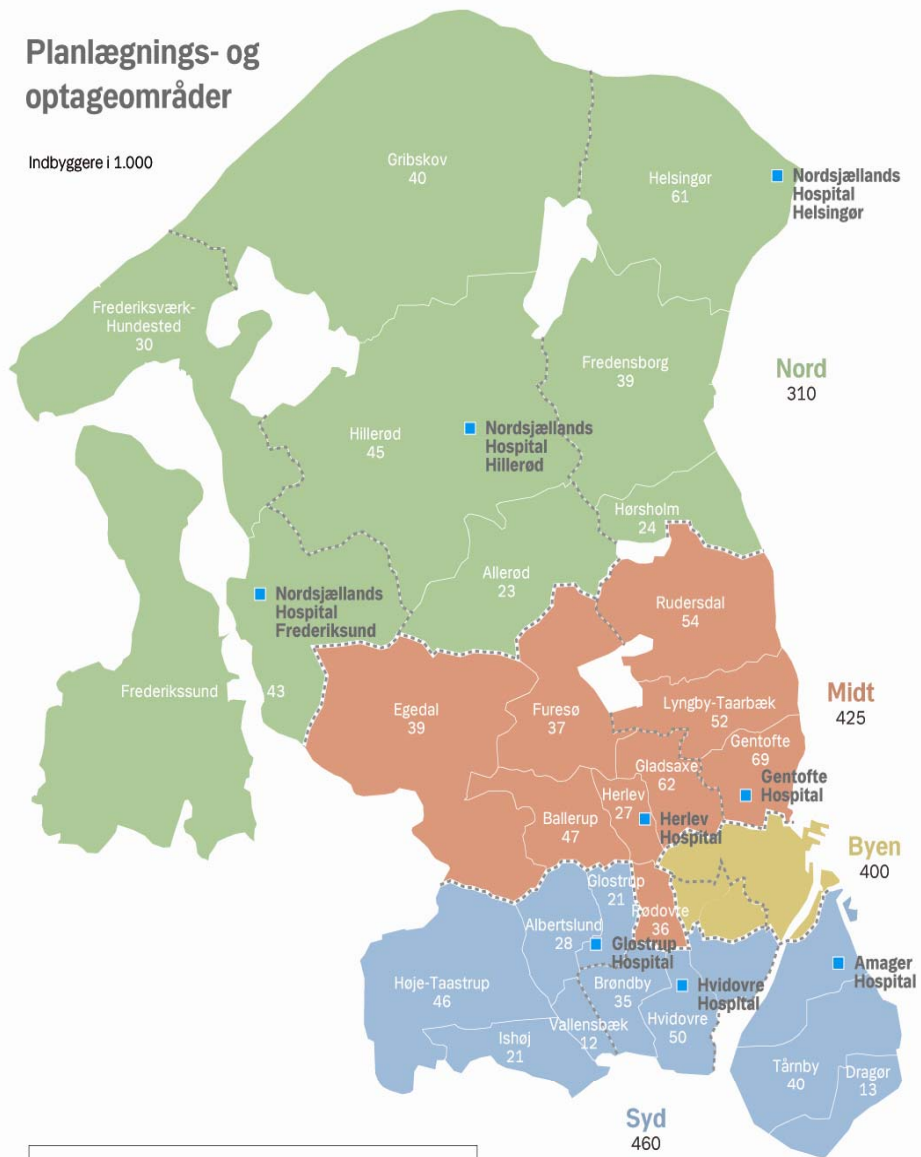 Planlægnings- og
optageområder
Indbyggere i 1.000
Gribskov
40
Helsingør
61
Nordsjællands
Hospital
Helsingør
Frederiksværk-
Hundested
30
Fredensborg
39
Nord
310
Hillerød
45
Nordsjællands
Hospital
Hillerød
Hørsholm
24
Allerød
23
Nordsjællands
Hospital
Frederiksund
Rudersdal
54
Frederikssund
43
Egedal
39
Furesø
37
Lyngby-Taarbæk
52
Midt
425
Gentofte
69
Gladsaxe
62
Gentofte
Hospital
Herlev
27
Herlev
Hospital
Ballerup
47
Byen
400
Glostrup
21
Rødovre
36
Albertslund
28
Glostrup
Hospital
Amager
Hospital
Høje-Taastrup
46
Brøndby
35
Hvidovre
Hospital
Vallensbæk
12
Hvidovre
50
Ishøj
21
Tårnby
40
Dragør
13
Syd
460